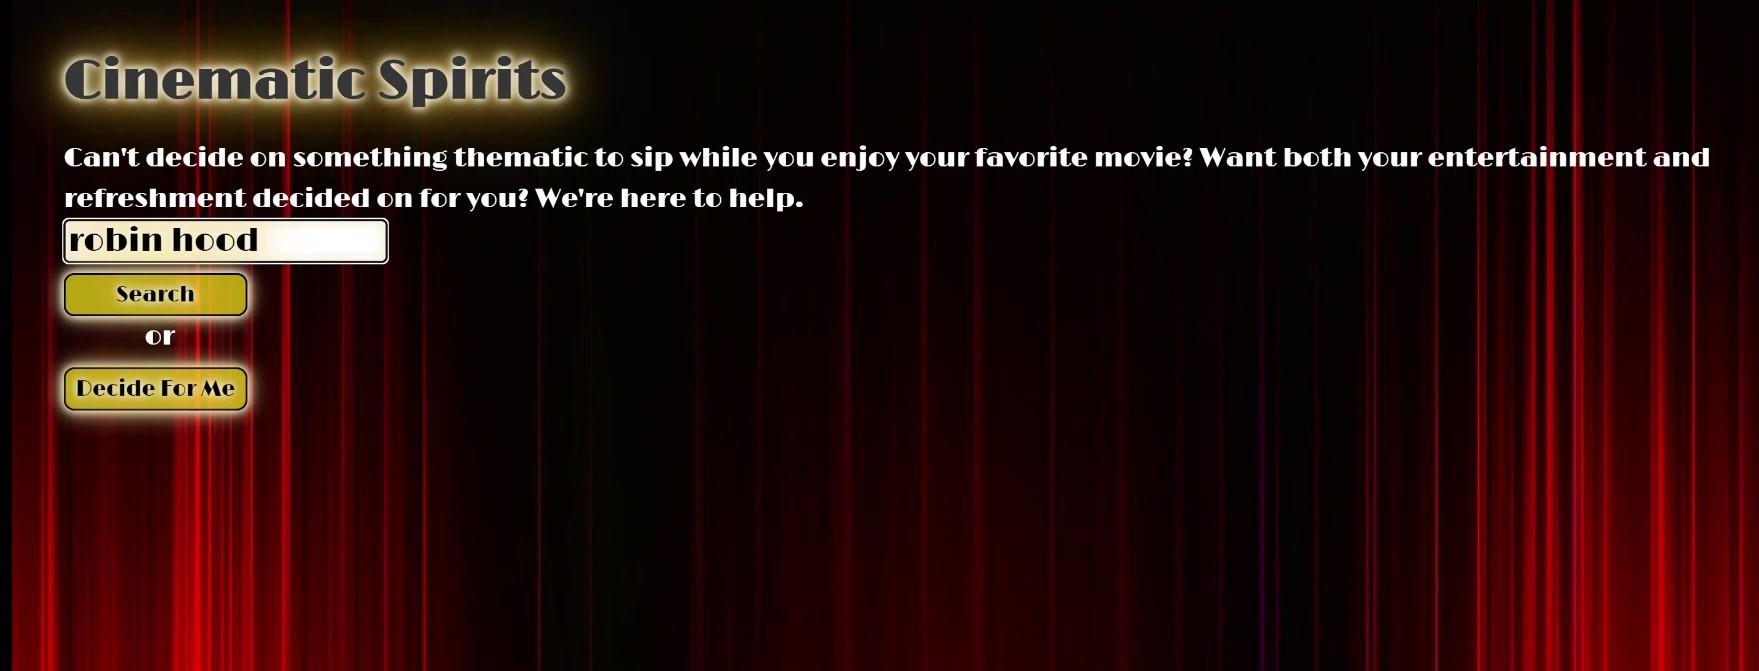 Cinematic Spirits
Can't decide on something thematic to sip while you enjoy your favorite movie? Want both your entertainment and
refreshment decided on for you? We're here to help.
robin hood
Search
or
Decide For Me